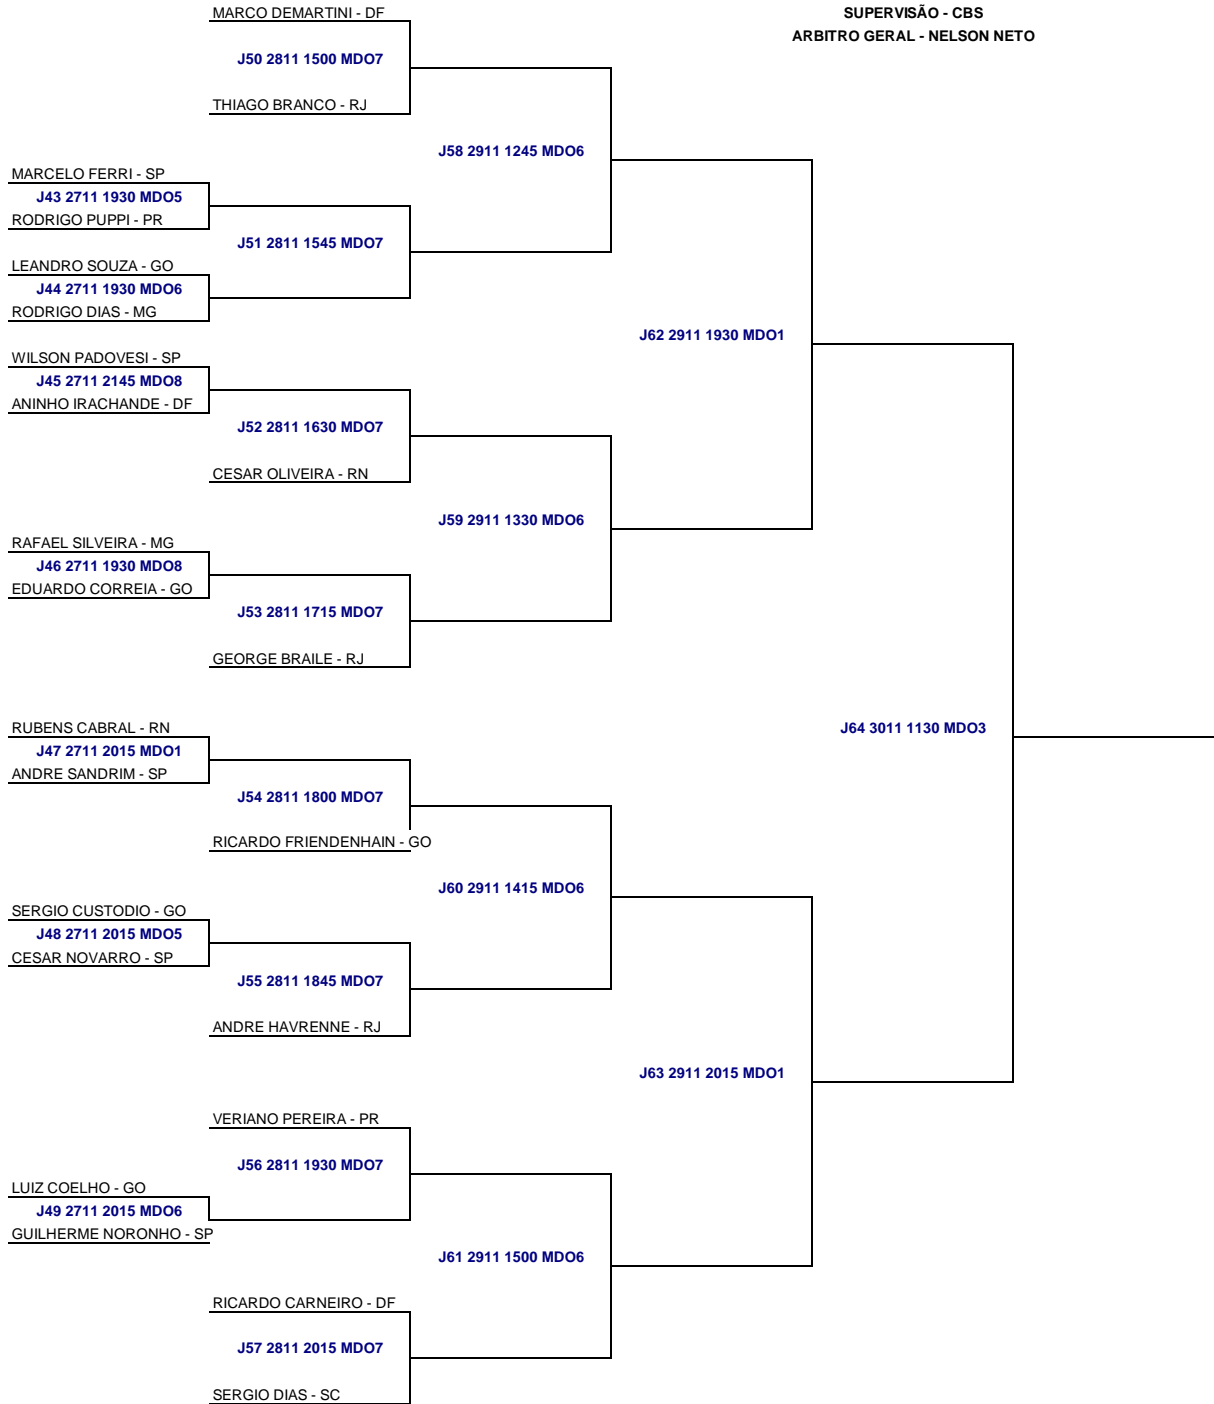 MARCO DEMARTINI - DF
SUPERVISÃO - CBS
ARBITRO GERAL - NELSON NETO
J50 2811 1500 MDO7
THIAGO BRANCO - RJ
J58 2911 1245 MDO6
MARCELO FERRI - SP
J43 2711 1930 MDO5
RODRIGO PUPPI - PR
J51 2811 1545 MDO7
LEANDRO SOUZA - GO
J44 2711 1930 MDO6
RODRIGO DIAS - MG
J62 2911 1930 MDO1
WILSON PADOVESI - SP
J45 2711 2145 MDO8
ANINHO IRACHANDE - DF
J52 2811 1630 MDO7
CESAR OLIVEIRA - RN
J59 2911 1330 MDO6
RAFAEL SILVEIRA - MG
J46 2711 1930 MDO8
EDUARDO CORREIA - GO
J53 2811 1715 MDO7
GEORGE BRAILE - RJ
RUBENS CABRAL - RN
J64 3011 1130 MDO3
J47 2711 2015 MDO1
ANDRE SANDRIM - SP
J54 2811 1800 MDO7
RICARDO FRIENDENHAIN - GO
J60 2911 1415 MDO6
SERGIO CUSTODIO - GO
J48 2711 2015 MDO5
CESAR NOVARRO - SP
J55 2811 1845 MDO7
ANDRE HAVRENNE - RJ
J63 2911 2015 MDO1
VERIANO PEREIRA - PR
J56 2811 1930 MDO7
LUIZ COELHO - GO
J49 2711 2015 MDO6
GUILHERME NORONHO - SP
J61 2911 1500 MDO6
RICARDO CARNEIRO - DF
J57 2811 2015 MDO7
SERGIO DIAS - SC